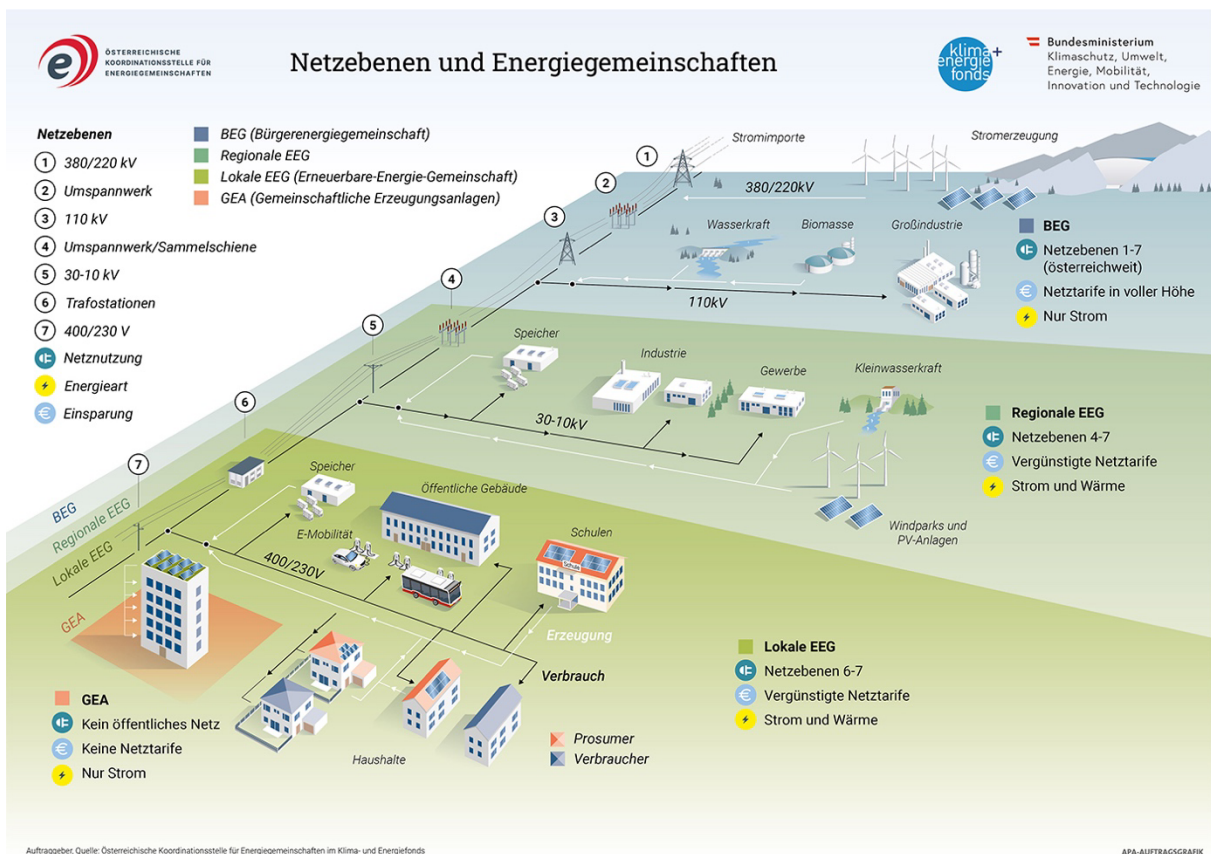 ÖSTERREICHISCHE
KOORDINATIONSSTELLE FÜR
ENERGIEGEMEINSCHAFTEN
Netzebenen und Energiegemeinschaften
klima+
energie
fonds
Bundesministerium
Klimaschutz, Umwelt,
Energie, Mobilität,
Innovation und Technologie
Netzebenen
1 380/220 kV
2 Umspannwerk
3 110 kV
4 Umspannwerk/Sammelschiene
5 30-10 kV
6 Trafostationen
7 400/230 V
Netznutzung
Energieart
€ Einsparung
BEG (Bürgerenergiegemeinschaft)
Regionale EEG
Lokale EEG (Erneuerbare-Energie-Gemeinschaft)
GEA (Gemeinschaftliche Erzeugungsanlagen)
Stromimporte
Stromerzeugung
1
2
3
4
5
6
7
380/220kV
Wasserkraft
Biomasse
Großindustrie
110kV
BEG
Netzebenen 1-7
(österreichweit)
€ Netztarife in voller Höhe
Nur Strom
Speicher
Industrie
Gewerbe
Kleinwasserkraft
30-10kV
Windparks und
PV-Anlagen
Regionale EEG
Netzebenen 4-7
€ Vergünstigte Netztarife
Strom und Wärme
BEG
Regionale EEG
Lokale EEG
GEA
Speicher
Öffentliche Gebäude
E-Mobilität
Schulen
Schule
400/230V
Erzeugung
Verbrauch
Haushalte
Prosumer
Verbraucher
Lokale EEG
Netzebenen 6-7
€ Vergünstigte Netztarife
Strom und Wärme
GEA
Kein öffentliches Netz
€ Keine Netztarife
Nur Strom
Auftraggeber, Quelle: Österreichische Koordinationsstelle für Energiegemeinschaften im Klima- und Energiefonds
APA-AUFTRAGSGRAFIK